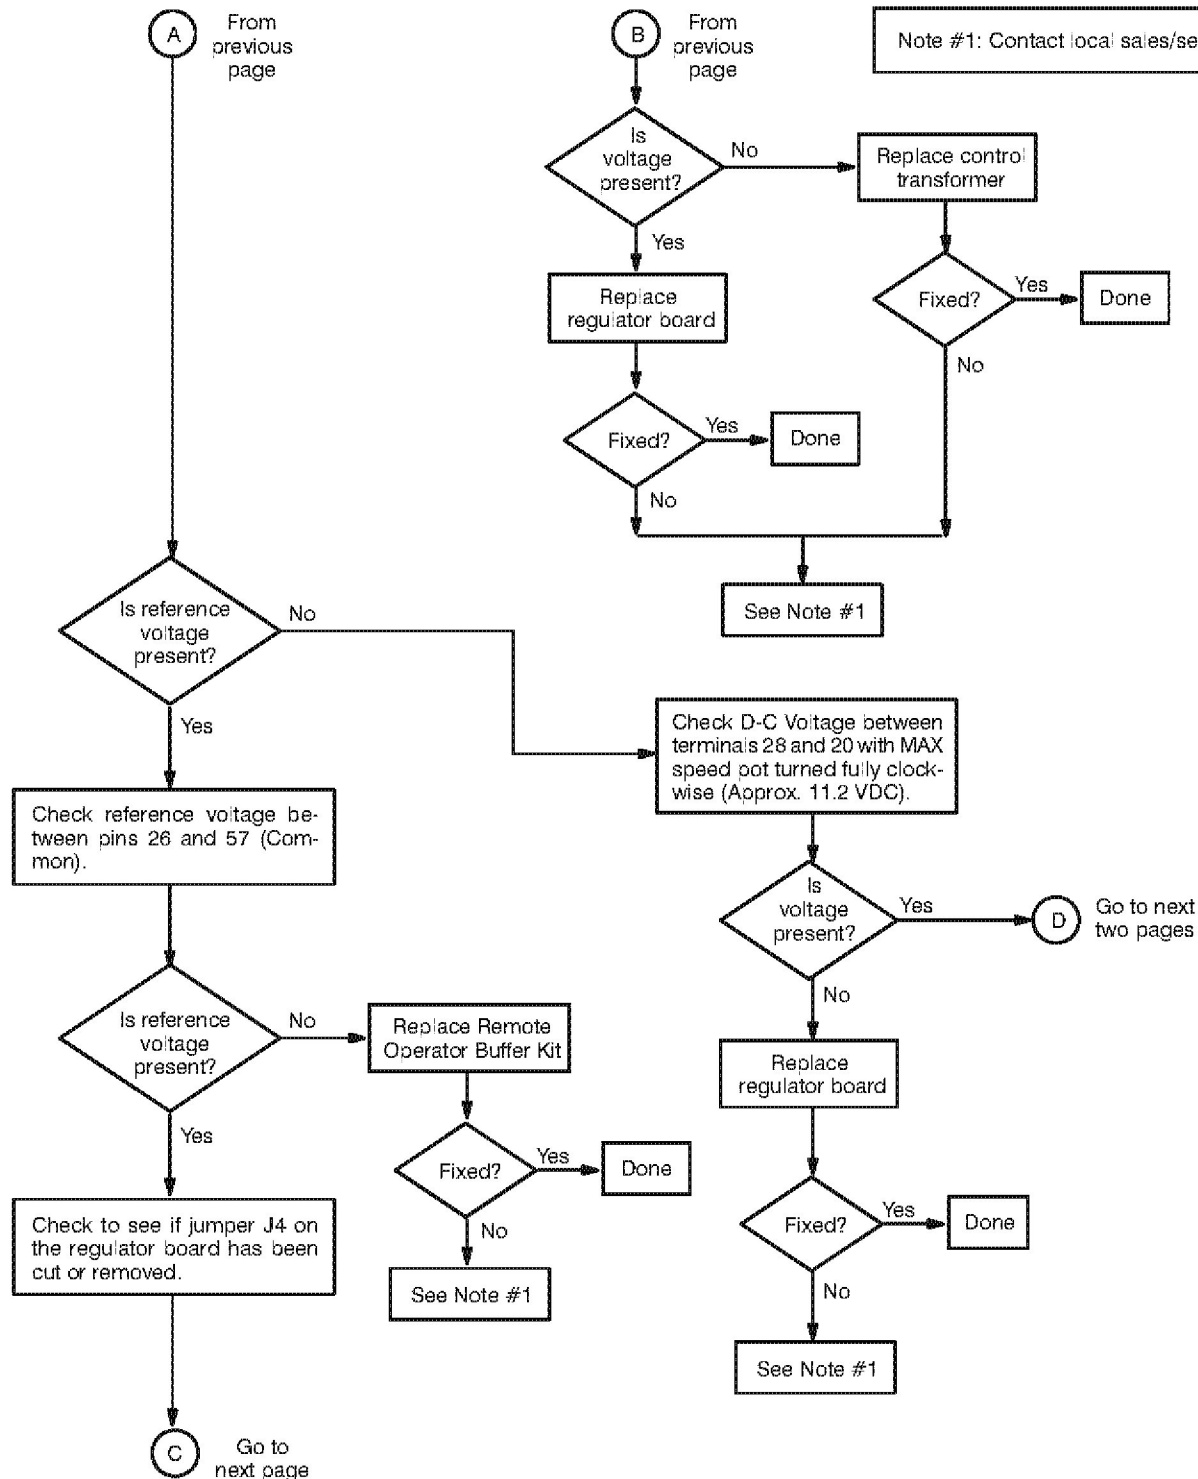 A
From
previous
page
B
From
previous
page
Note #1: Contact local sales/se
Is
voltage
present?
No
Replace control
transformer
Yes
Replace
regulator board
Fixed?
Yes
Done
No
Fixed?
Yes
Done
No
See Note #1
Is reference
voltage
present?
No
Yes
Check D-C Voltage between
terminals 28 and 20 with MAX
speed pot turned fully clock-
wise (Approx. 11.2 VDC).
Check reference voltage be-
tween pins 26 and 57 (Com-
mon).
Is
voltage
present?
Yes
D
Go to next
two pages
No
Is reference
voltage
present?
No
Replace Remote
Operator Buffer Kit
Replace
regulator board
Yes
Fixed?
Yes
Done
No
See Note #1
Check to see if jumper J4 on
the regulator board has been
cut or removed.
Fixed?
Yes
Done
No
See Note #1
C
Go to
next page